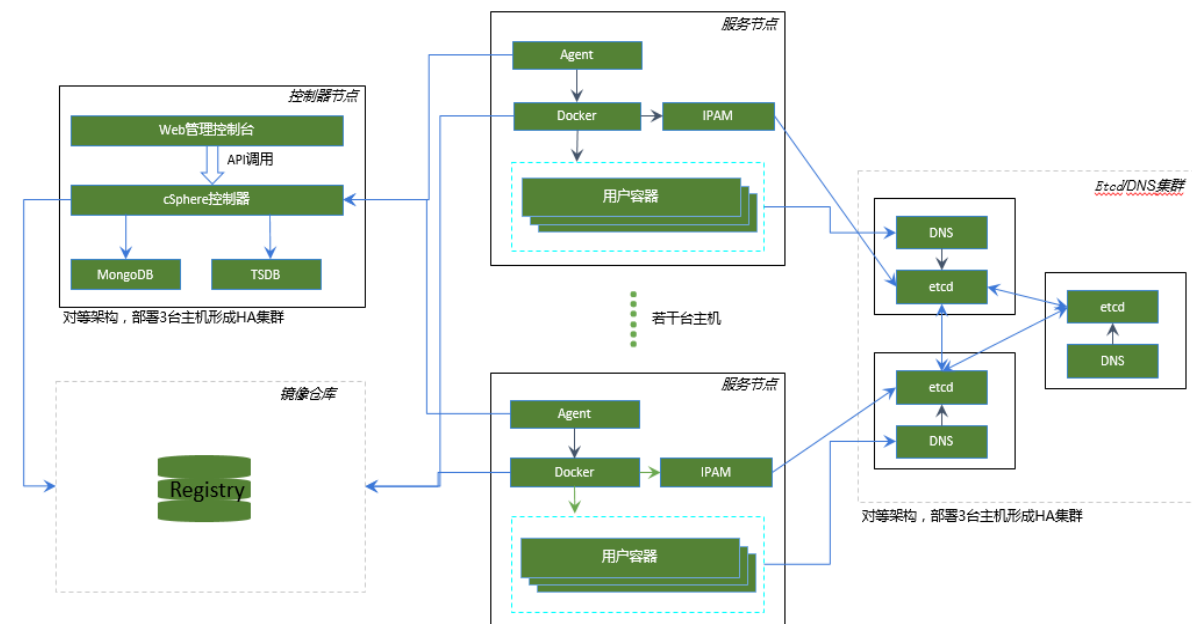 控制器节点
Web管理控制台
API调用
cSphere控制器
MongoDB
TSDB
对等架构，部署3台主机形成HA集群
镜像仓库
Registry
服务节点
Agent
Docker
IPAM
用户容器
若干台主机
服务节点
Agent
Docker
IPAM
用户容器
Etcd/DNS集群
DNS
etcd
etcd
DNS
etcd
DNS
对等架构，部署3台主机形成HA集群